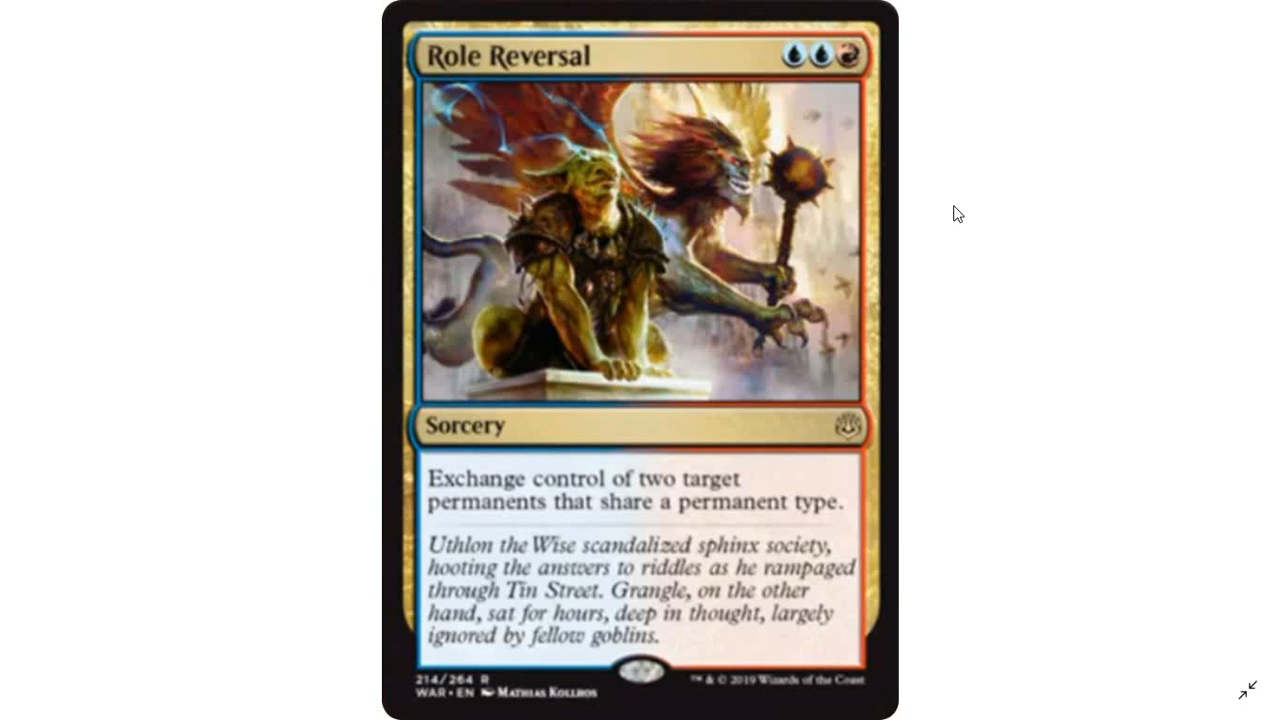 Role Reversal
Sorcery
Exchange control of two target
permanents that share a permanent type.
Uthlon the Wise scandalized sphinx society,
hooting the answers to riddles as he rampaged
through Tin Street. Grangle, on the other
hand, sat for hours, deep in thought, largely
ignored by fellow goblins.
214/264 R
™ & © 2019 Wizards of the Coast
WAR • EN Mathias Kollros